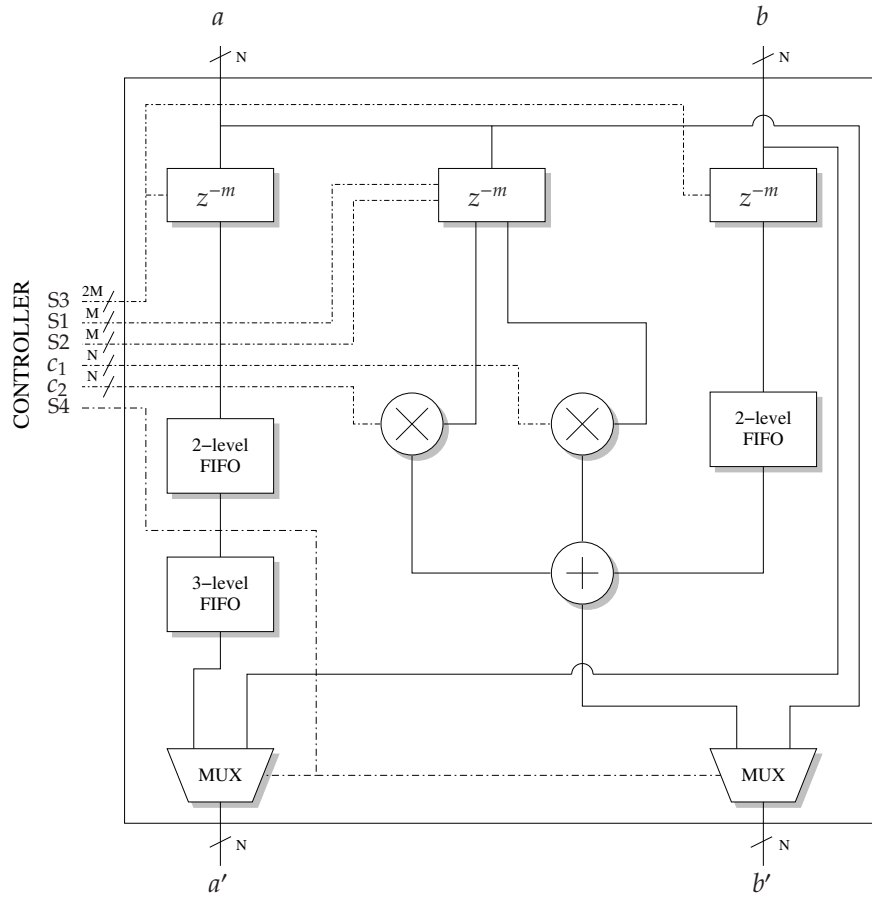 a b
N N
z⁻ᵐ z⁻ᵐ z⁻ᵐ
CONTROLLER
S3 2M
S1 M
S2 M
c₁ N
c₂ N
S4
2−level
FIFO
2−level
FIFO
3−level
FIFO
MUX MUX
N N
a′ b′